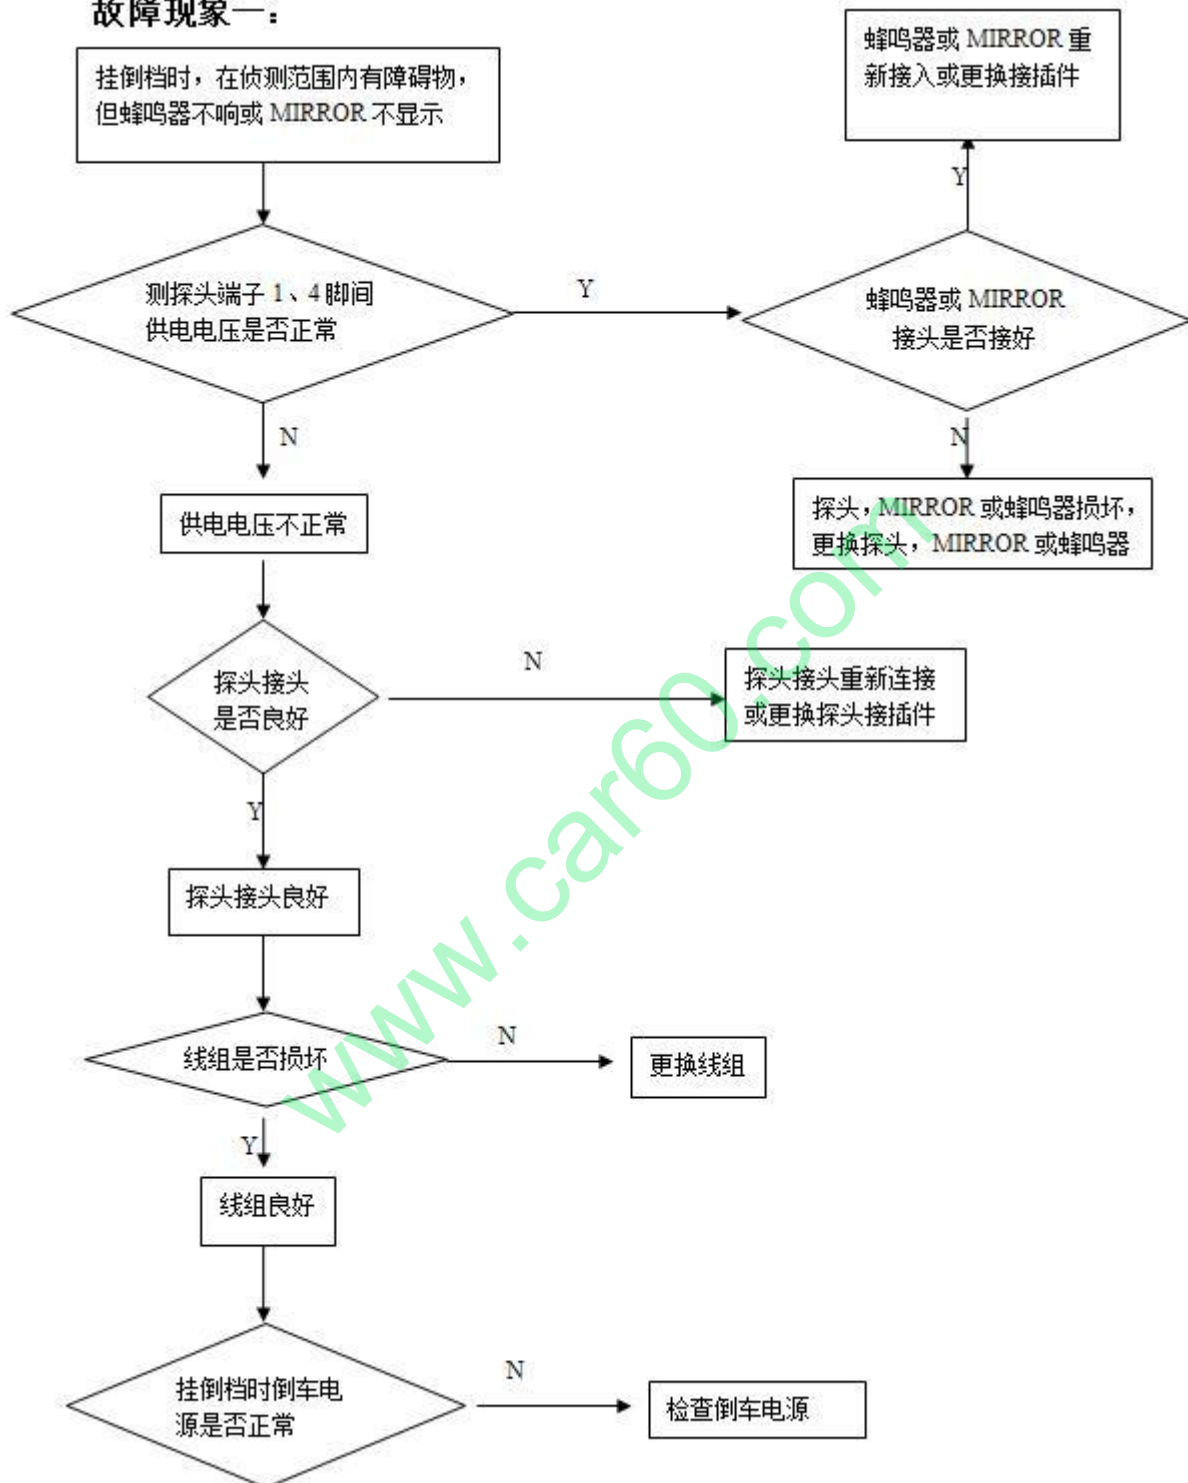 故障现象一：
挂倒档时，在侦测范围内有障碍物，
但蜂鸣器不响或 MIRROR 不显示
蜂鸣器或 MIRROR 重
新接入或更换接插件
Y
测探头端子 1、4 脚间
供电电压是否正常
Y
蜂鸣器或 MIRROR
接头是否接好
N
N
供电电压不正常
探头，MIRROR 或蜂鸣器损坏，
更换探头，MIRROR 或蜂鸣器
探头接头
是否良好
N
探头接头重新连接
或更换探头接插件
Y
探头接头良好
线组是否损坏
N
更换线组
Y
线组良好
挂倒档时倒车电
源是否正常
N
检查倒车电源
www.car60.com